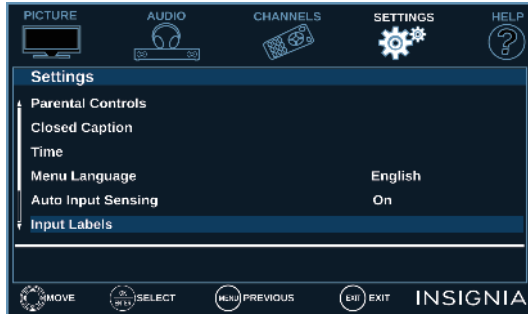 PICTURE AUDIO CHANNELS SETTINGS HELP
Settings
Parental Controls
Closed Caption
Time
Menu Language English
Auto Input Sensing On
Input Labels
MOVE OK ENTER SELECT MENU PREVIOUS EXIT EXIT INSIGNIA